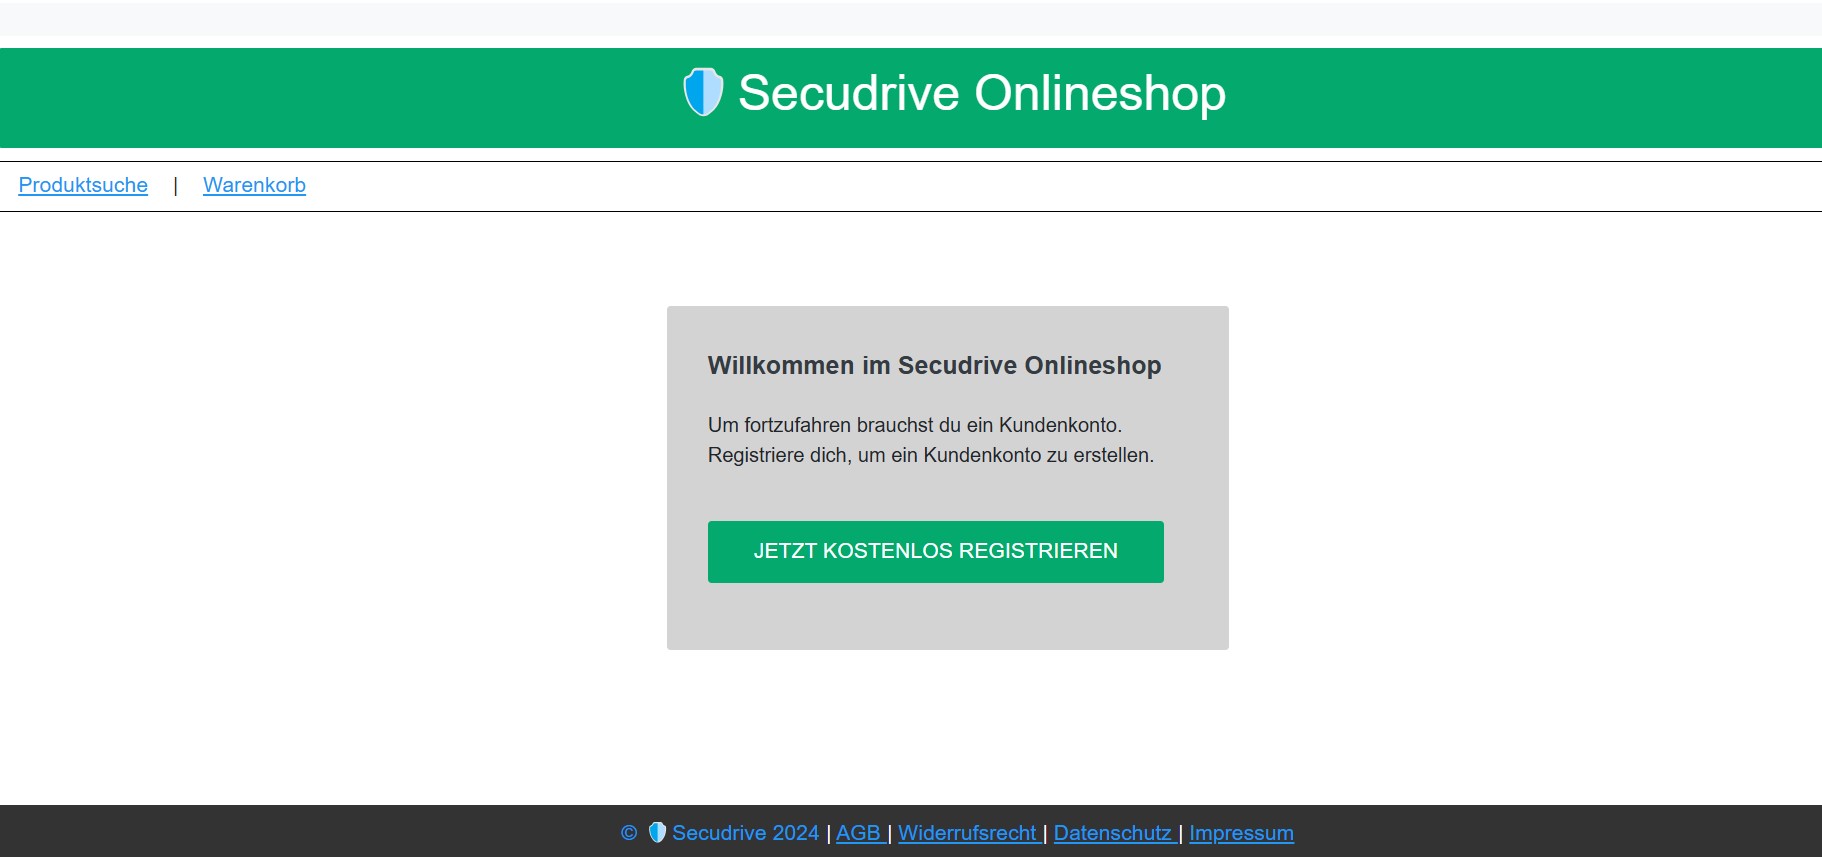 Secudrive Onlineshop
Produktsuche | Warenkorb
Willkommen im Secudrive Onlineshop
Um fortzufahren brauchst du ein Kundenkonto.
Registriere dich, um ein Kundenkonto zu erstellen.
JETZT KOSTENLOS REGISTRIEREN
© Secudrive 2024 | AGB | Widerrufsrecht | Datenschutz | Impressum